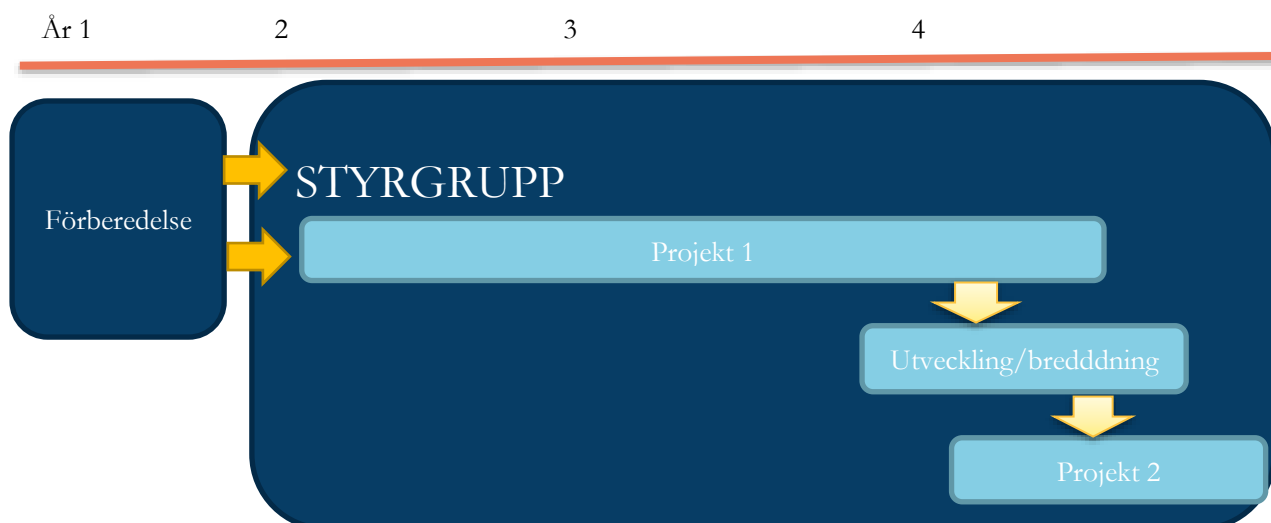 År 1 2 3 4
STYRGRUPP
Förberedelse
Projekt 1
Utveckling/bredddning
Projekt 2